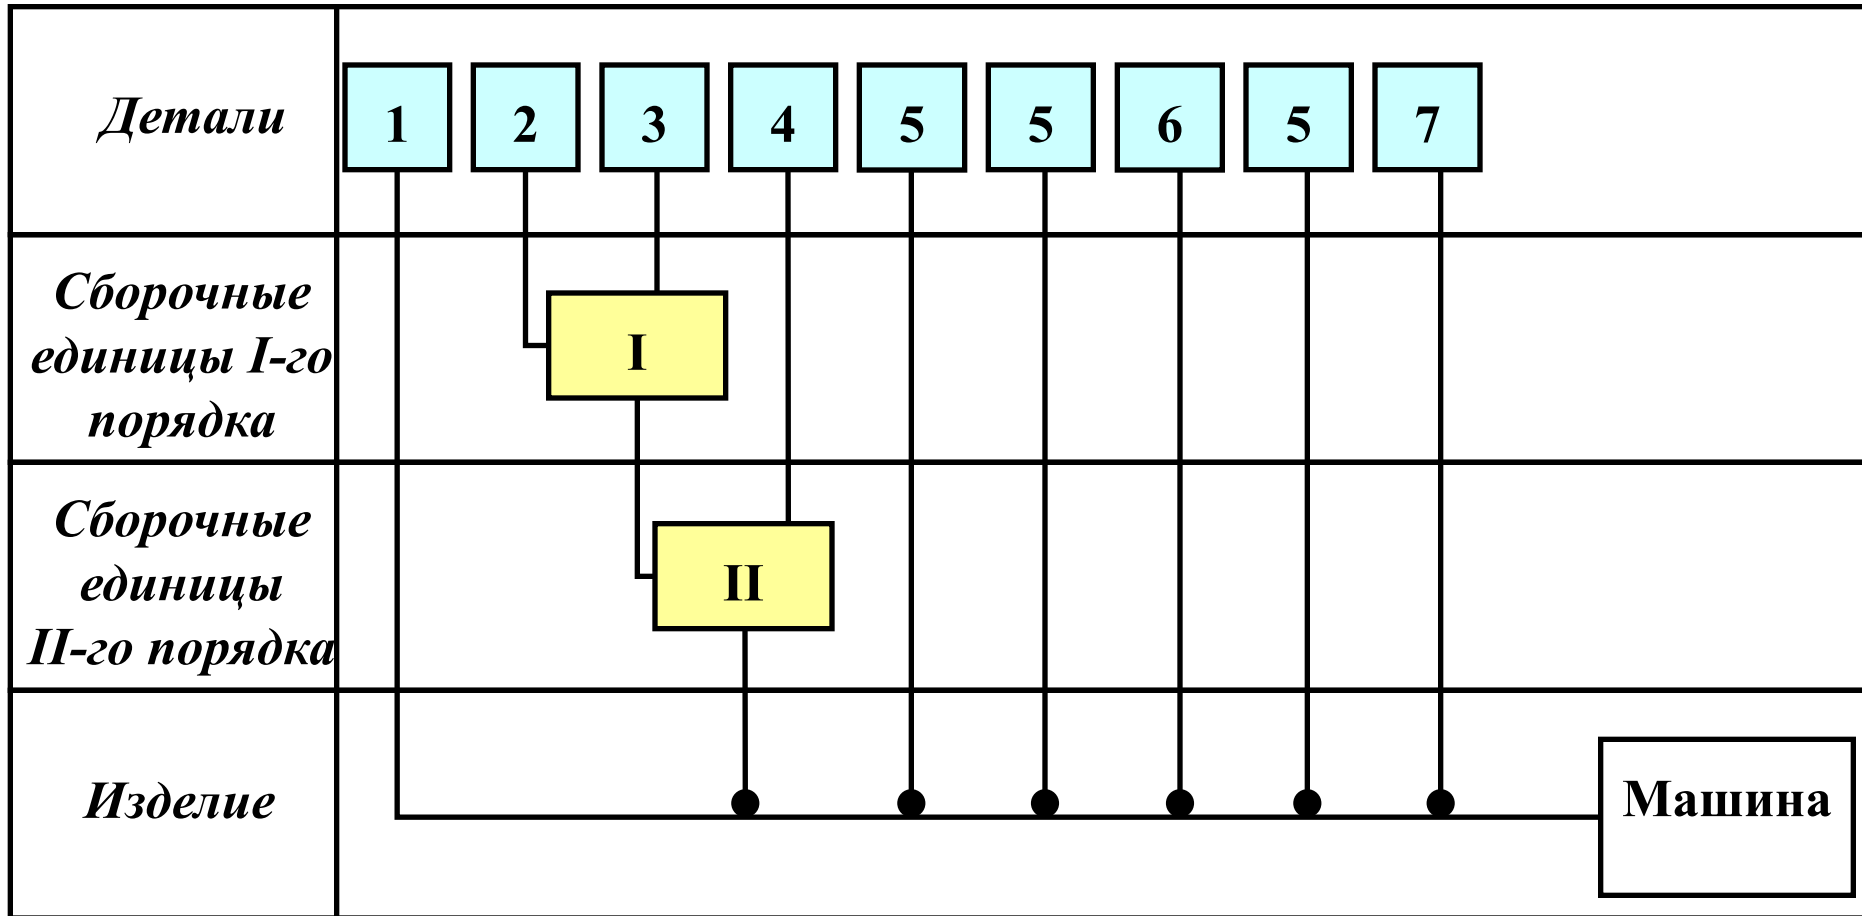 Детали
1 2 3 4 5 5 6 5 7
Сборочные
единицы I-го
порядка
I
Сборочные
единицы
II-го порядка
II
Изделие
Машина